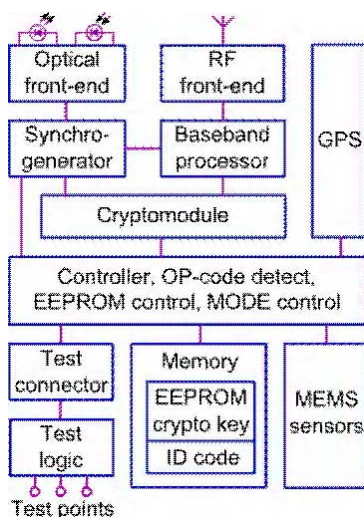 Optical
front-end
RF
front-end
GPS
Synchro-
generator
Baseband
processor
Cryptomodule
Controller, OP-code detect,
EEPROM control, MODE control
Test
connector
Memory
EEPROM
crypto key
ID code
MEMS
sensors
Test
logic
Test points